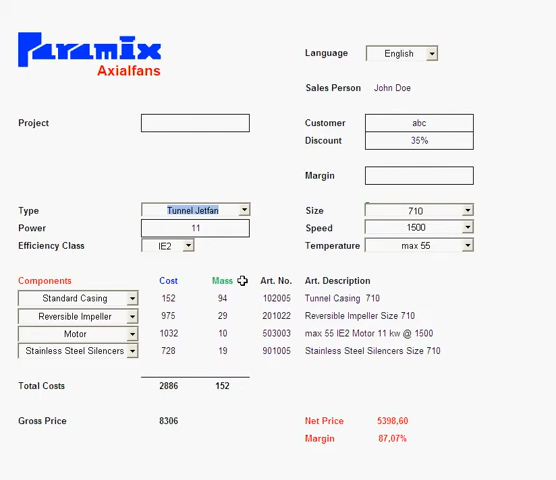 Paramix
Axialfans
Language English
Sales Person John Doe
Project
Customer abc
Discount 35%
Margin
Type Tunnel Jetfan Size 710
Power 11 Speed 1500
Efficiency Class IE2 Temperature max 55
Components Cost Mass Art. No. Art. Description
Standard Casing 152 94 102005 Tunnel Casing 710
Reversible Impeller 975 29 201022 Reversible Impeller Size 710
Motor 1032 10 503003 max 55 IE2 Motor 11 kw @ 1500
Stainless Steel Silencers 728 19 901005 Stainless Steel Silencers Size 710
Total Costs 2886 152
Gross Price 8306 Net Price 5398,60
Margin 87,07%